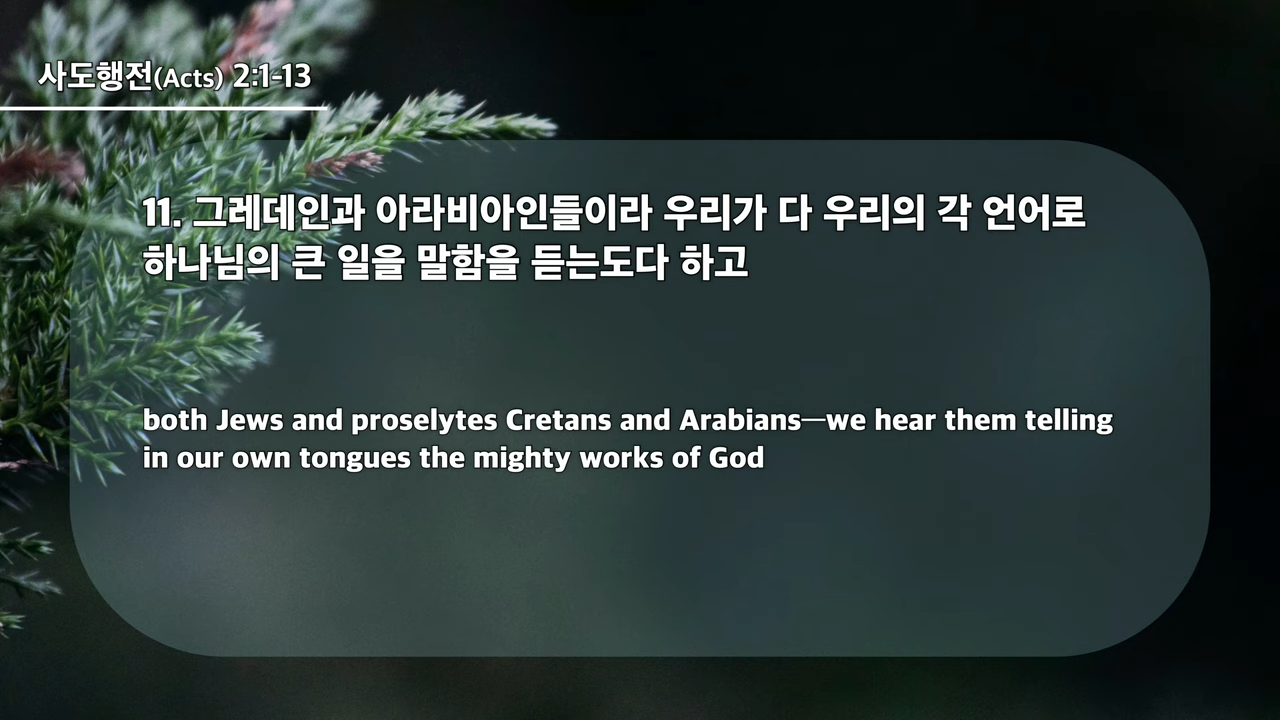 사도행전(Acts) 2:1-13
11. 그레데인과 아라비아인들이라 우리가 다 우리의 각 언어로
하나님의 큰 일을 말함을 듣는도다 하고
both Jews and proselytes Cretans and Arabians—we hear them telling
in our own tongues the mighty works of God